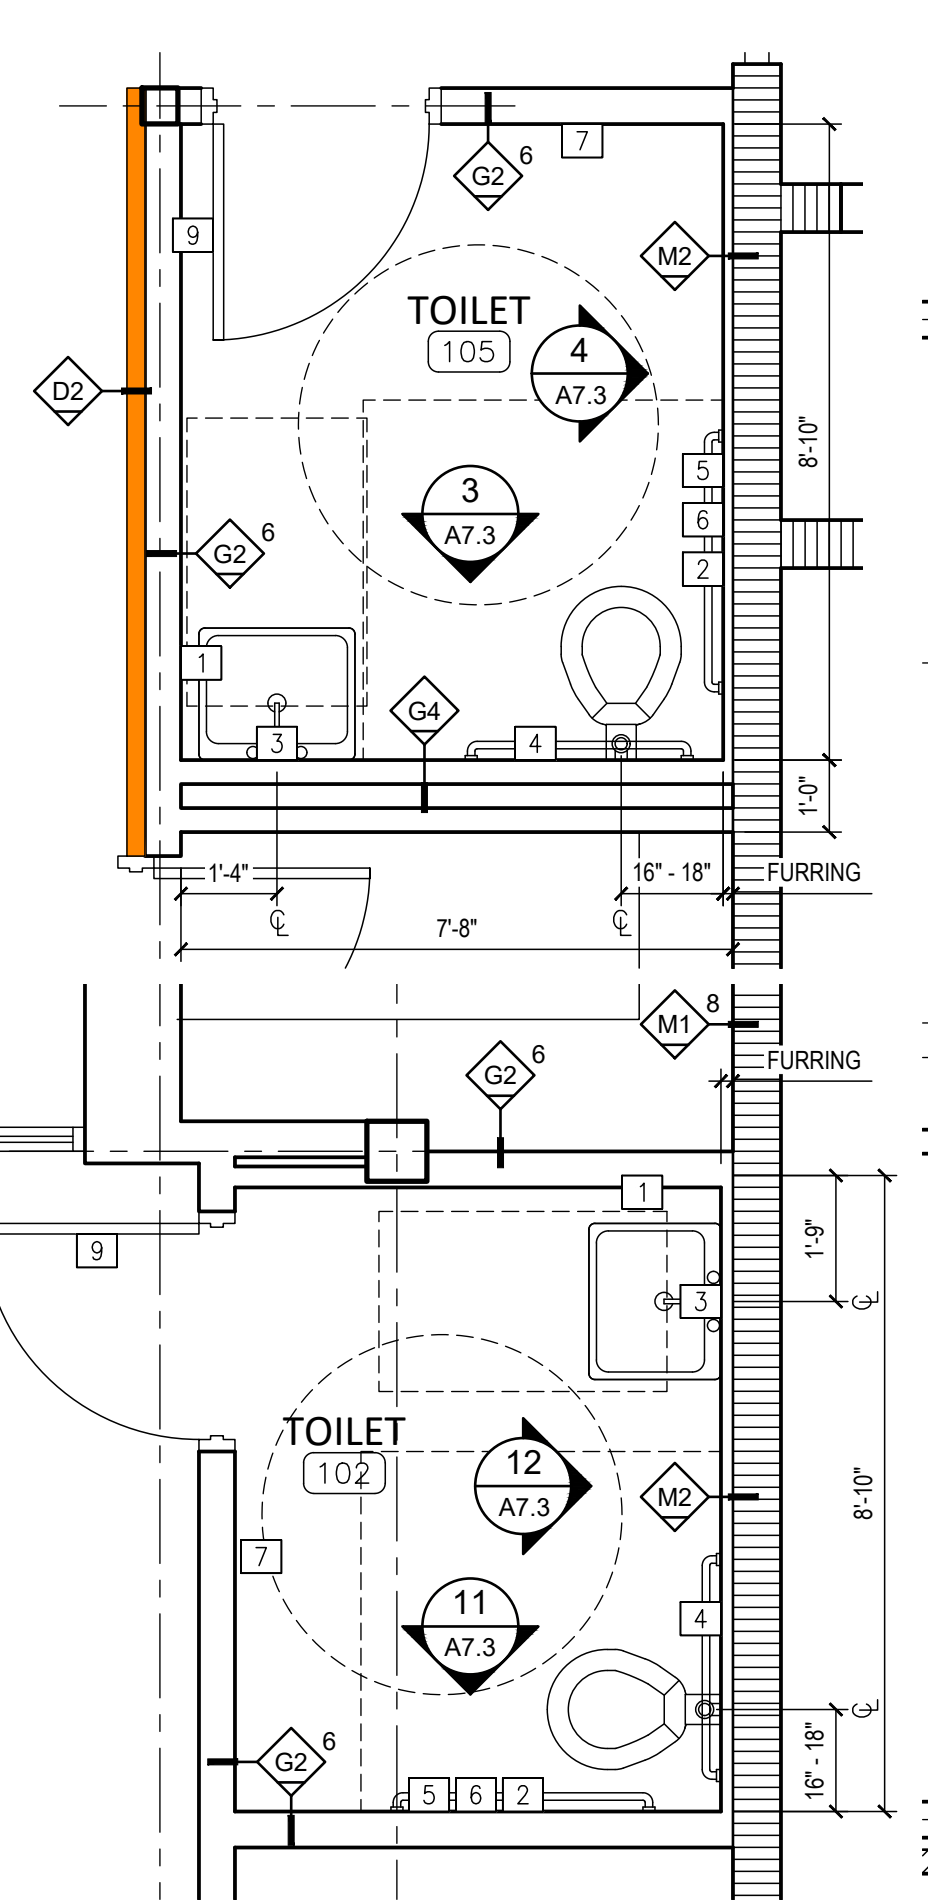 7
6
G2
9
M2
TOILET
105
4
A7.3
D2
8'-10"
5
3
A7.3
6
6
G2
2
1
G4
3
4
1'-0"
1'-4"
16" - 18"
FURRING
℄
℄
7'-8"
M1
8
6
G2
FURRING
1
9
1'-9"
3
℄
TOILET
102
12
A7.3
M2
8'-10"
7
11
A7.3
4
℄
6
G2
16" - 18"
5
6
2